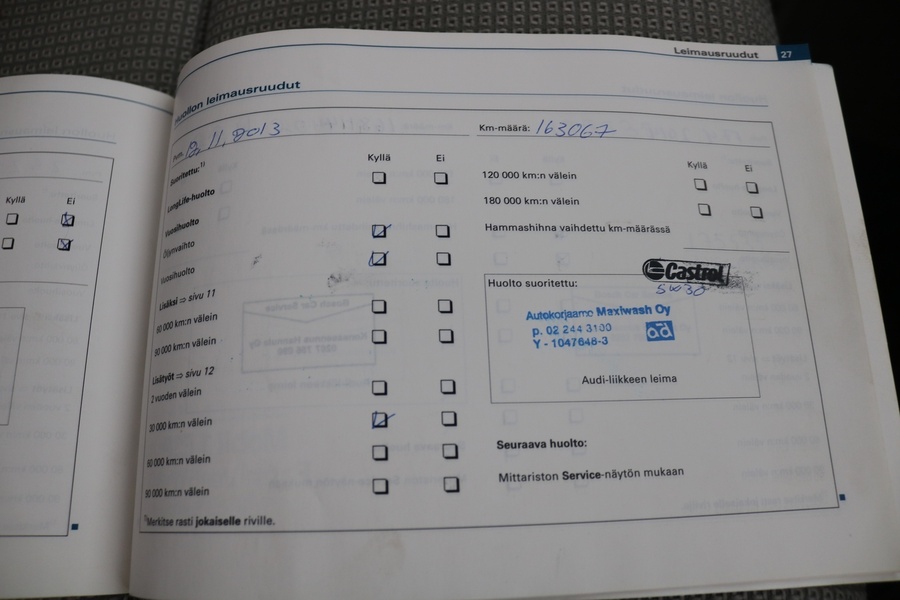 Leimausruudut 27
leimausruudut
11, 2013
Km-määrä: 163067
Suoritettu: 1)
Kyllä Ei
LongLife-huolto
Vuosihuolto
Öljynvaihto
Vuosihuolto
Lisäksi ⇒ sivu 11
60 000 km:n välein
90 000 km:n välein
Lisätyöt ⇒ sivu 12
2 vuoden välein
30 000 km:n välein
60 000 km:n välein
90 000 km:n välein
1) Merkitse rasti jokaiselle riville.
Kyllä Ei
120 000 km:n välein
180 000 km:n välein
Hammashihna vaihdettu km-määrässä
Castrol
5W30
Huolto suoritettu:
Autokorjaamo Maxiwash Oy
p. 02 244 3100
Y - 1047648-3
ad
Audi-liikkeen leima
Seuraava huolto:
Mittariston Service-näytön mukaan
Kyllä Ei